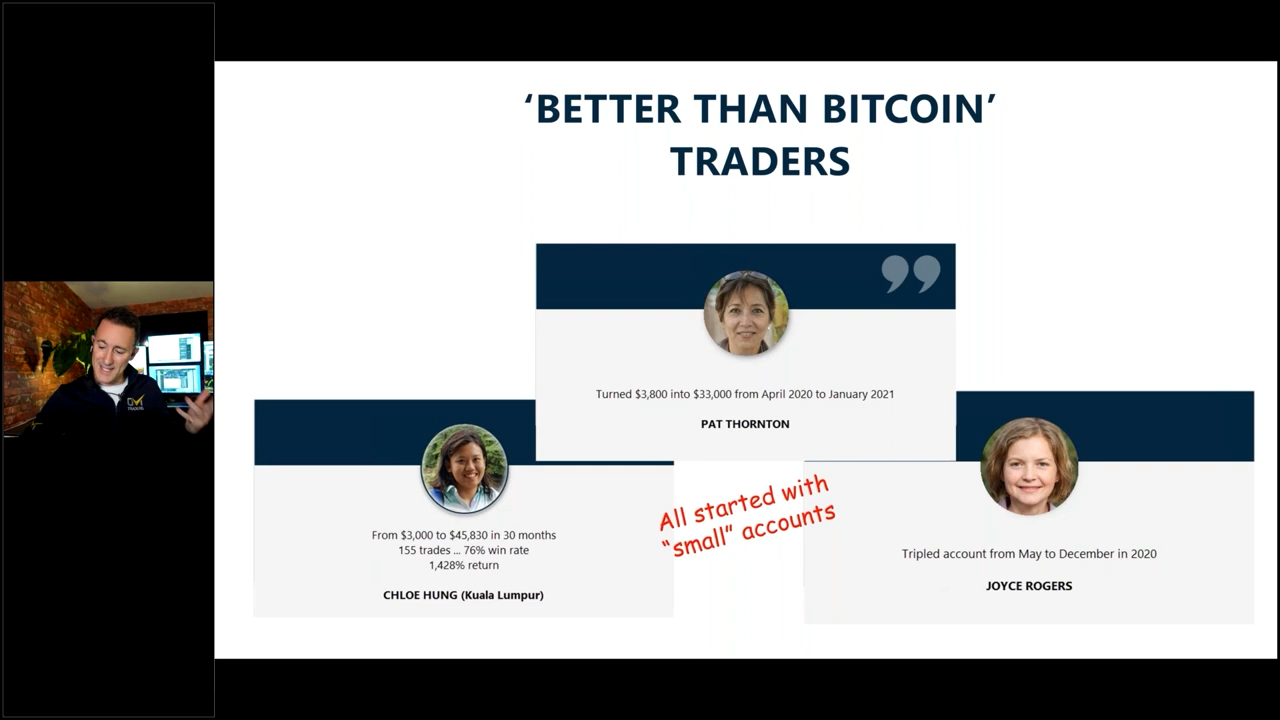 ‘BETTER THAN BITCOIN’
TRADERS
Turned $3,800 into $33,000 from April 2020 to January 2021
PAT THORNTON
From $3,000 to $45,830 in 30 months
155 trades ... 76% win rate
1,428% return
CHLOE HUNG (Kuala Lumpur)
All started with
“small” accounts
Tripled account from May to December in 2020
JOYCE ROGERS